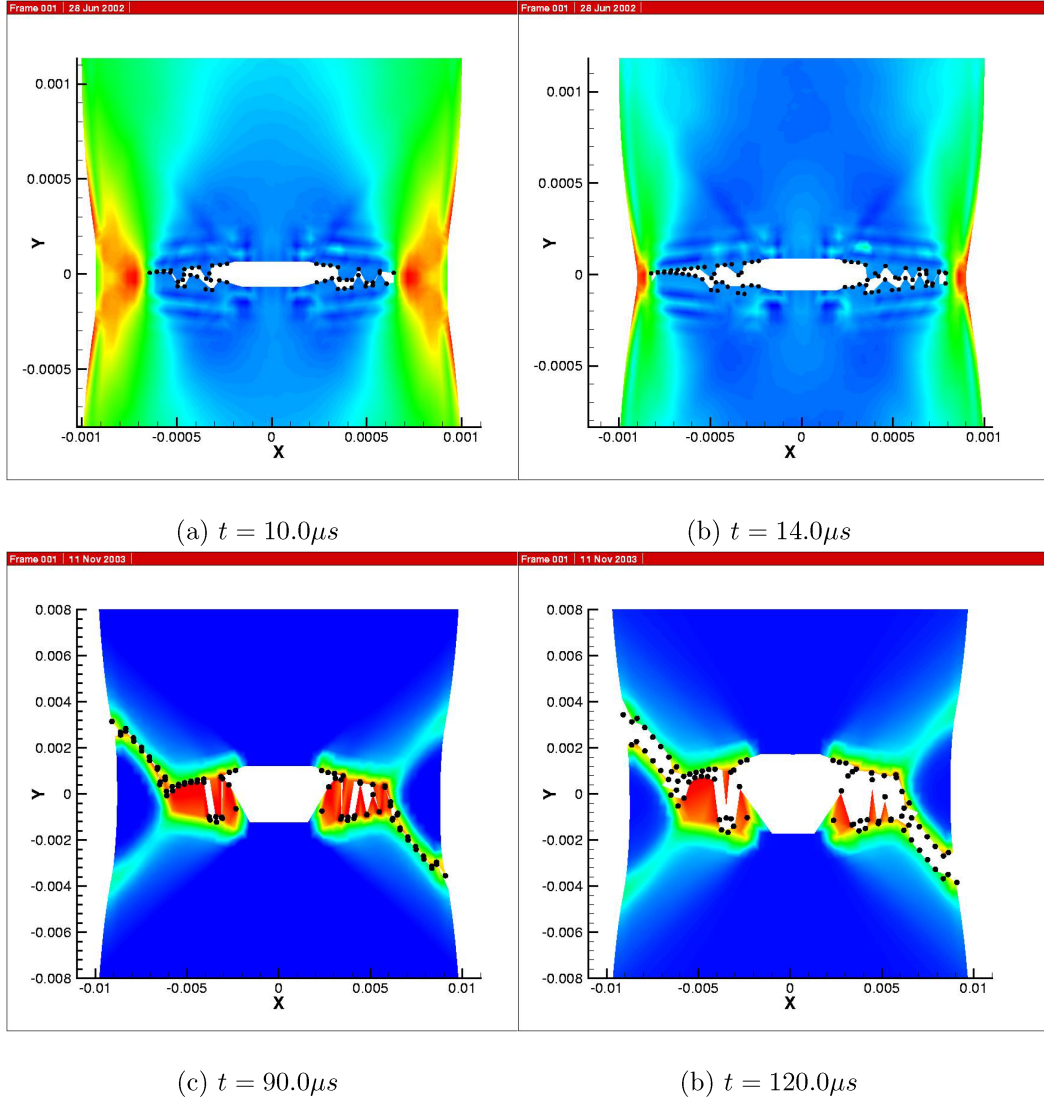 Frame 001 | 28 Jun 2002
Frame 001 | 28 Jun 2002
0.001
0.0005
0
-0.0005
Y
-0.001
-0.0005
0
0.0005
0.001
X
0.001
0.0005
0
-0.0005
Y
-0.001
-0.0005
0
0.0005
0.001
X
(a) t = 10.0μs
(b) t = 14.0μs
Frame 001 | 11 Nov 2003
Frame 001 | 11 Nov 2003
0.008
0.006
0.004
0.002
0
-0.002
-0.004
-0.006
-0.008
Y
-0.01
-0.005
0
0.005
0.01
X
0.008
0.006
0.004
0.002
0
-0.002
-0.004
-0.006
-0.008
Y
-0.01
-0.005
0
0.005
0.01
X
(c) t = 90.0μs
(b) t = 120.0μs